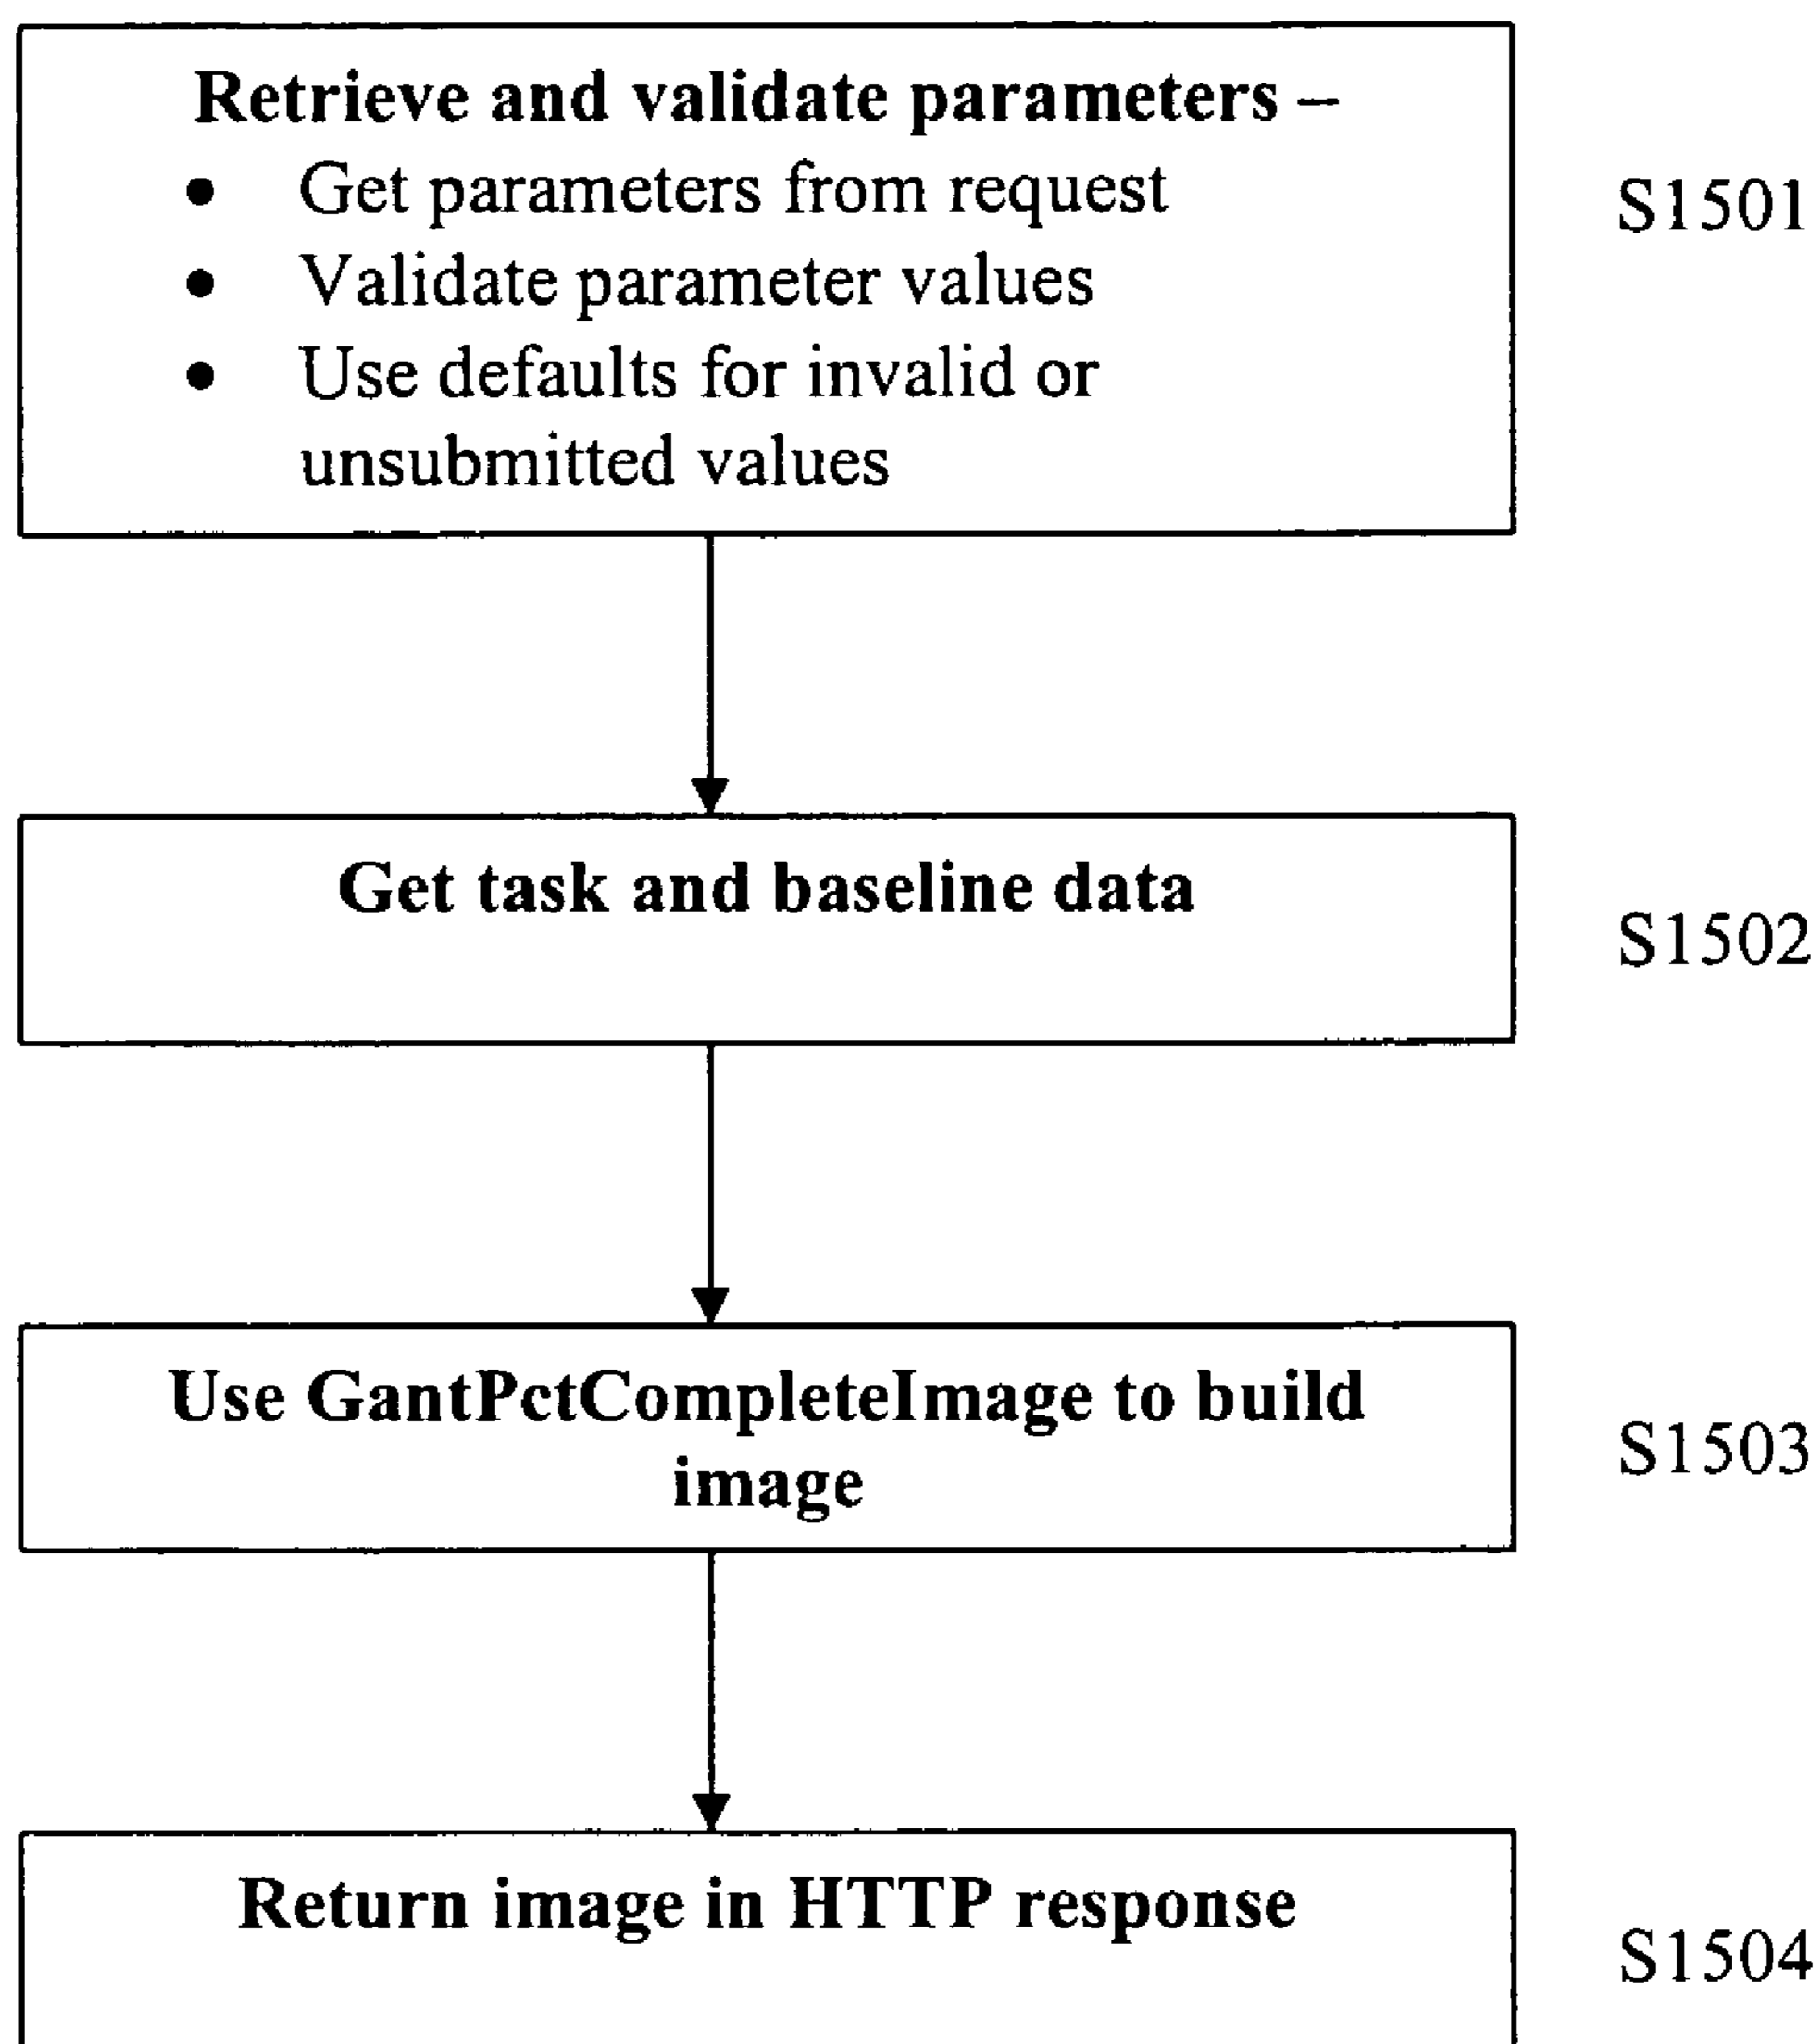 Retrieve and validate parameters –
● Get parameters from request
● Validate parameter values
● Use defaults for invalid or
unsubmitted values
S1501
Get task and baseline data
S1502
Use GantPctCompleteImage to build
image
S1503
Return image in HTTP response
S1504